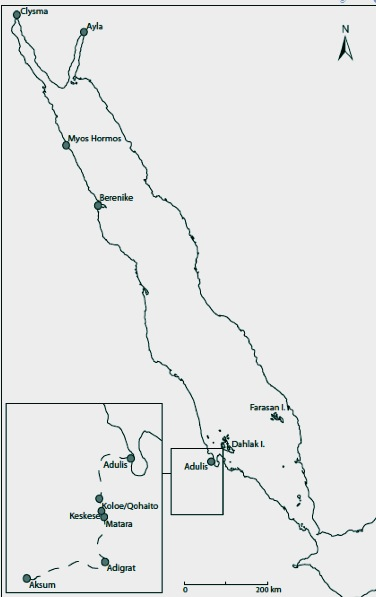 Clysma
Ayla
N
Myos Hormos
Berenike
Farasan I.
Dahlak I.
Adulis
Adulis
Koloe/Qohaito
Keskese
Matara
Adigrat
Aksum
0
200 km